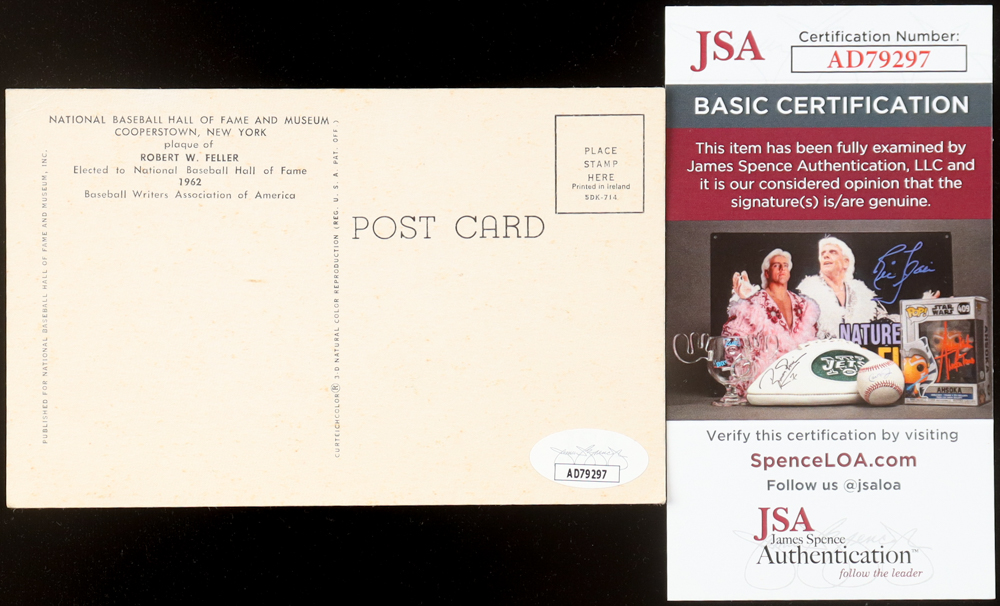 NATIONAL BASEBALL HALL OF FAME AND MUSEUM
COOPERSTOWN, NEW YORK
plaque of
ROBERT W. FELLER
Elected to National Baseball Hall of Fame
1962
Baseball Writers Association of America
PUBLISHED FOR NATIONAL BASEBALL HALL OF FAME AND MUSEUM, INC.
CURTEICHCOLOR® 3-D NATURAL COLOR REPRODUCTION (REG. U. S. A. PAT. OFF.)
POST CARD
PLACE
STAMP
HERE
Printed in Ireland
5DK-714
AD79297
JSA
Certification Number:
AD79297
BASIC CERTIFICATION
This item has been fully examined by
James Spence Authentication, LLC and
it is our considered opinion that the
signature(s) is/are genuine.
NATURE
JETS
POP!
STAR
WARS
409
AHSOKA
Verify this certification by visiting
SpenceLOA.com
Follow us @jsaloa
JSA
James Spence
Authentication™
follow the leader